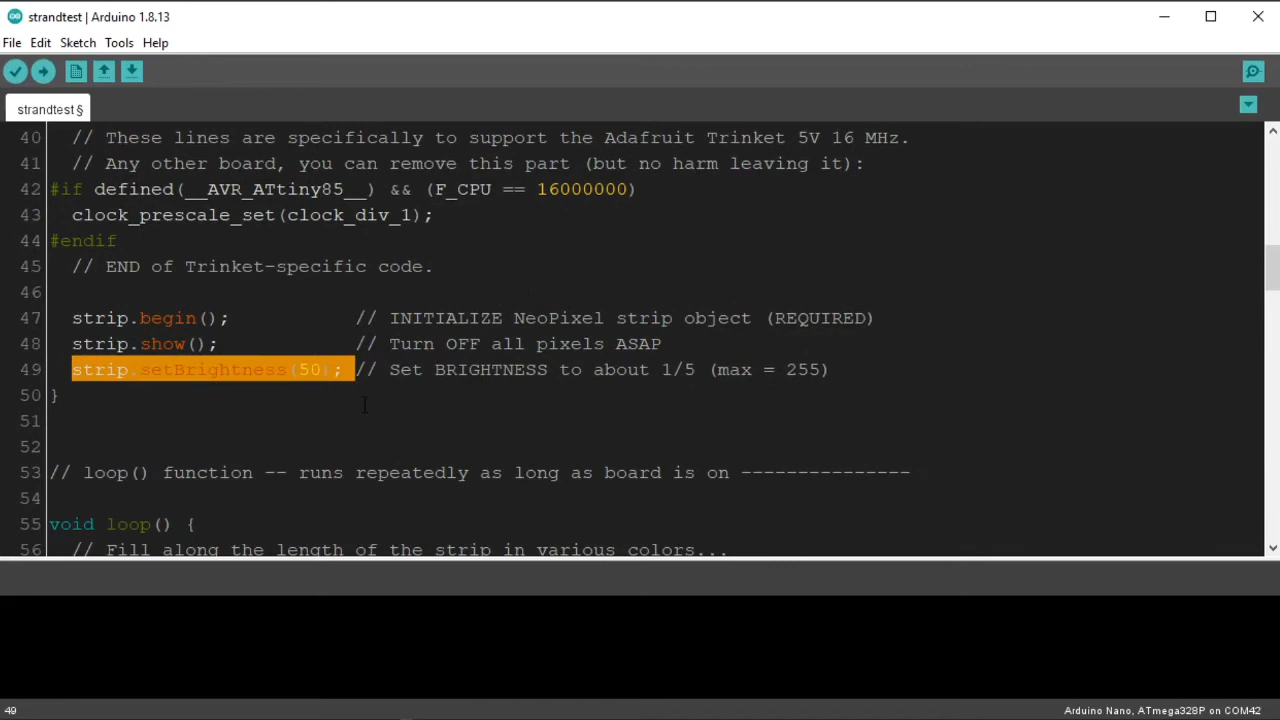 strandtest | Arduino 1.8.13
File Edit Sketch Tools Help
strandtest §
40 // These lines are specifically to support the Adafruit Trinket 5V 16 MHz.
41 // Any other board, you can remove this part (but no harm leaving it):
42 #if defined(__AVR_ATtiny85__) && (F_CPU == 16000000)
43 clock_prescale_set(clock_div_1);
44 #endif
45 // END of Trinket-specific code.
46
47 strip.begin(); // INITIALIZE NeoPixel strip object (REQUIRED)
48 strip.show(); // Turn OFF all pixels ASAP
49 strip.setBrightness(50); // Set BRIGHTNESS to about 1/5 (max = 255)
50 }
51
52
53 // loop() function -- runs repeatedly as long as board is on ---------------
54
55 void loop() {
56 // Fill along the length of the strip in various colors...
49 Arduino Nano, ATmega328P on COM42